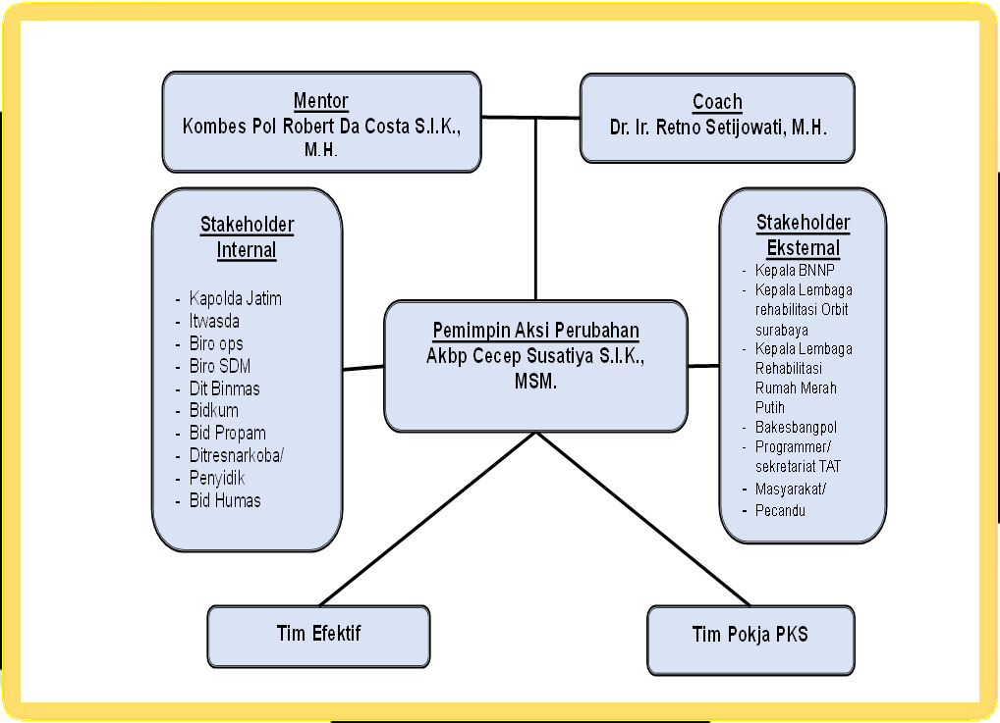 Mentor
Kombes Pol Robert Da Costa S.I.K.,
M.H.
Coach
Dr. Ir. Retno Setijowati, M.H.
Stakeholder
Internal
- Kapolda Jatim
- Itwasda
- Biro ops
- Biro SDM
- Dit Binmas
- Bidkum
- Bid Propam
- Ditresnarkoba/
- Penyidik
- Bid Humas
Pemimpin Aksi Perubahan
Akbp Cecep Susatiya S.I.K.,
MSM.
Stakeholder
Eksternal
- Kepala BNNP
- Kepala Lembaga
rehabilitasi Orbit
surabaya
- Kepala Lembaga
Rehabilitasi
Rumah Merah
Putih
- Bakesbangpol
- Programmer/
sekretariat TAT
- Masyarakat/
- Pecandu
Tim Efektif
Tim Pokja PKS